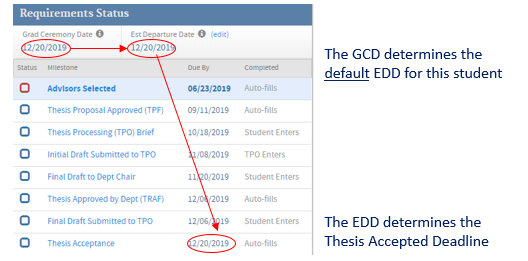 Requirements Status
Grad Ceremony Date Est Departure Date (edit)
12/20/2019 12/20/2019
Status Milestone Due By Completed
Advisors Selected 06/23/2019 Auto-fills
Thesis Proposal Approved (TPF) 09/11/2019 Auto-fills
Thesis Processing (TPO) Brief 10/18/2019 Student Enters
Initial Draft Submitted to TPO 11/08/2019 TPO Enters
Final Draft to Dept Chair 11/20/2019 Student Enters
Thesis Approved by Dept (TRAF) 12/06/2019 Auto-fills
Final Draft Submitted to TPO 12/06/2019 Student Enters
Thesis Acceptance 12/20/2019 Auto-fills
The GCD determines the
default EDD for this student
The EDD determines the
Thesis Accepted Deadline